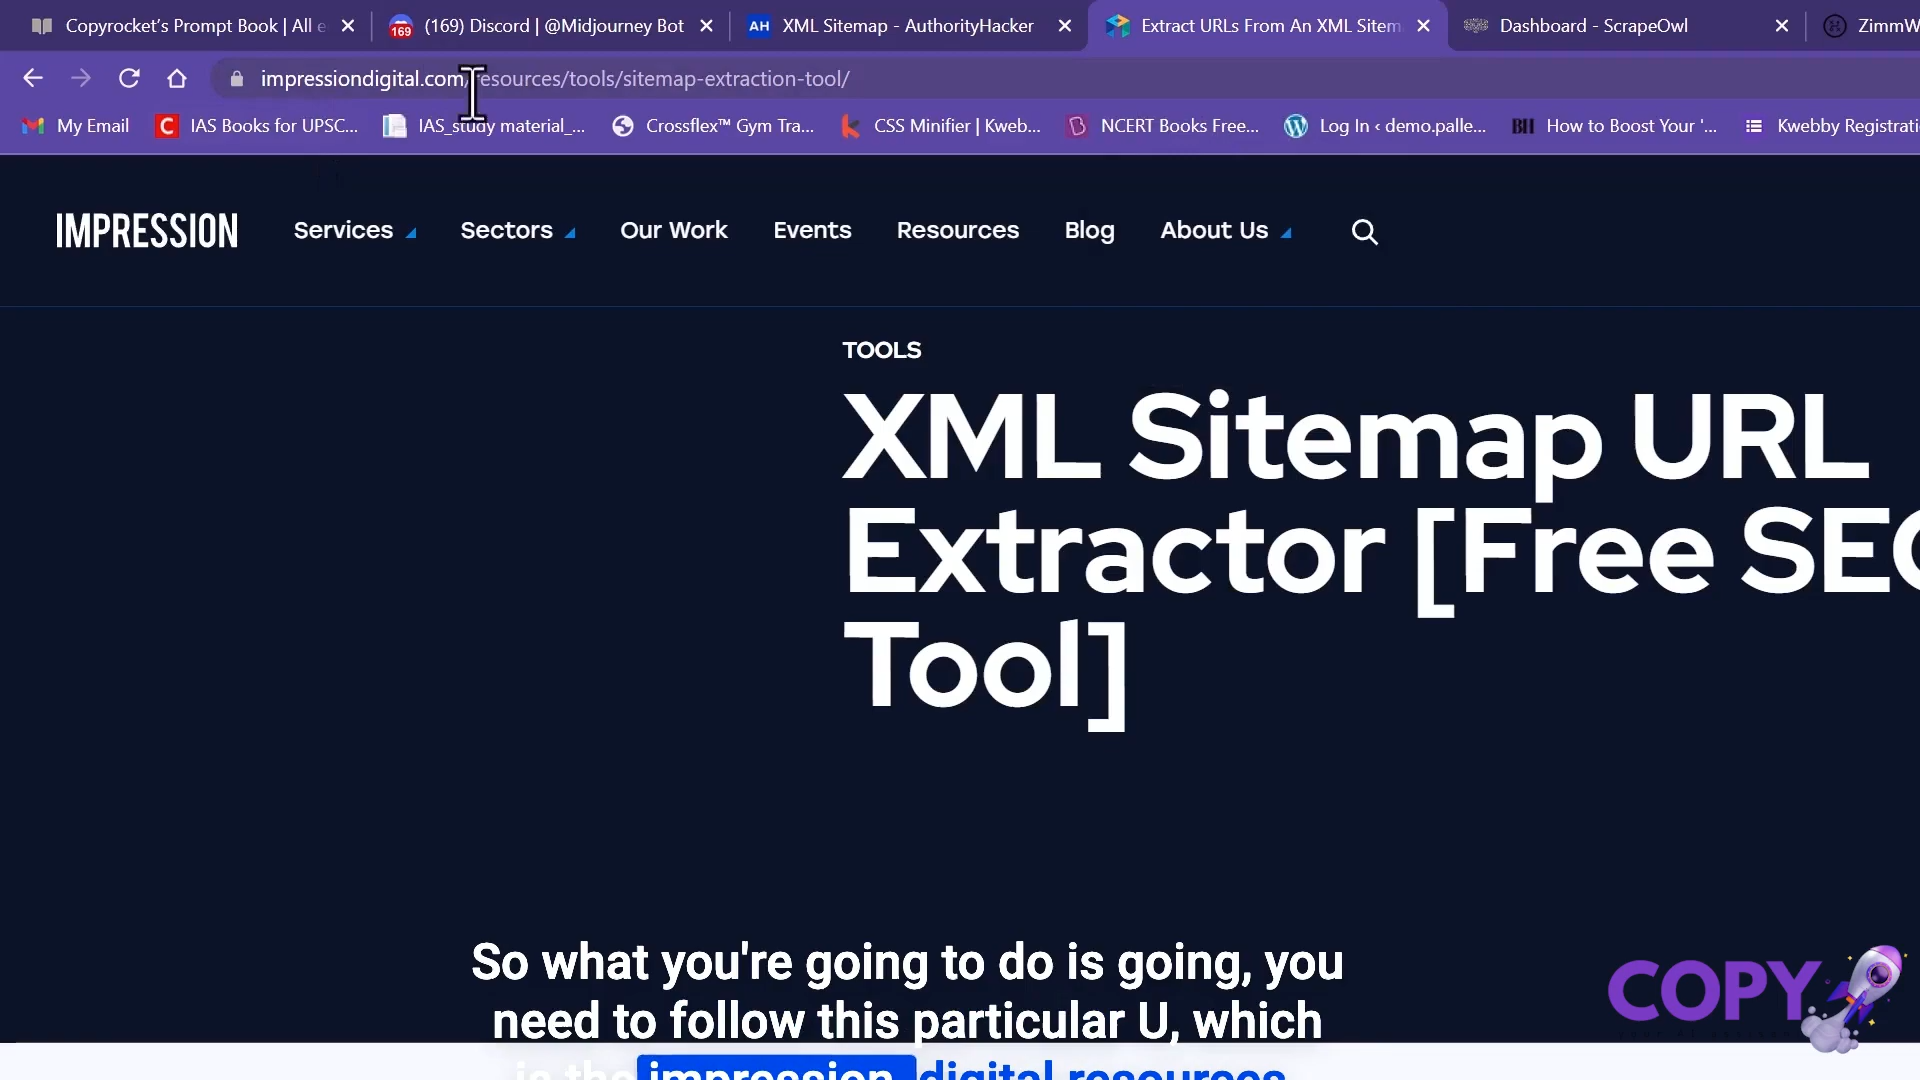 Copyrocket’s Prompt Book | All e
(169) Discord | @Midjourney Bot
AH XML Sitemap - AuthorityHacker
Extract URLs From An XML Sitem
Dashboard - ScrapeOwl
ZimmW
169
impressiondigital.com/resources/tools/sitemap-extraction-tool/
My Email
IAS Books for UPSC...
IAS_study material_...
Crossflex™ Gym Tra...
CSS Minifier | Kweb...
NCERT Books Free...
Log In ‹ demo.palle...
BH How to Boost Your '...
Kwebby Registrati
IMPRESSION
Services
Sectors
Our Work
Events
Resources
Blog
About Us
TOOLS
XML Sitemap URL
Extractor [Free SEO
Tool]
So what you're going to do is going, you
need to follow this particular U, which
is the impression digital resources
COPY